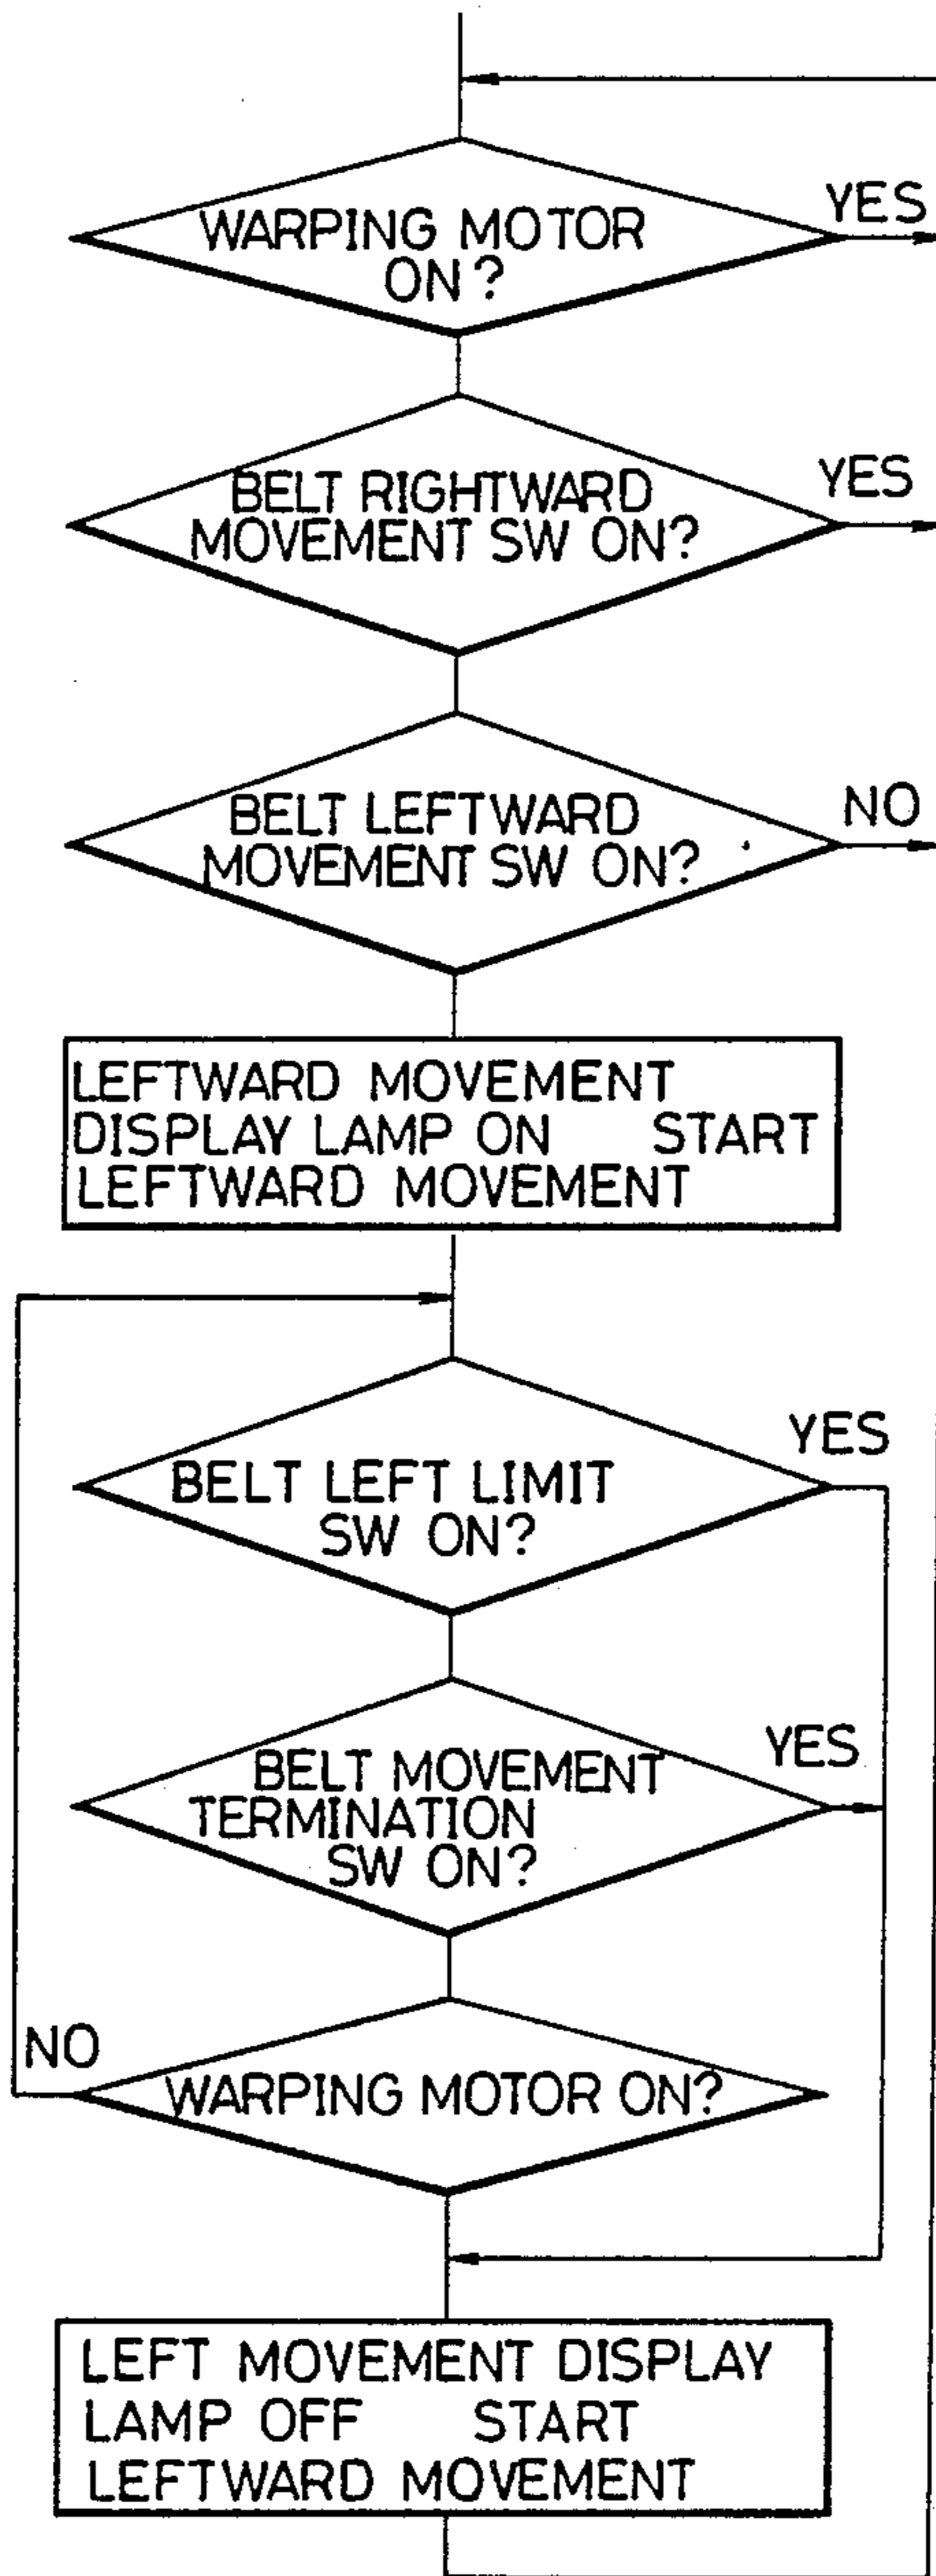 YES
WARPING MOTOR
ON?
YES
BELT RIGHTWARD
MOVEMENT SW ON?
NO
BELT LEFTWARD
MOVEMENT SW ON?
LEFTWARD MOVEMENT
DISPLAY LAMP ON START
LEFTWARD MOVEMENT
YES
BELT LEFT LIMIT
SW ON?
YES
BELT MOVEMENT
TERMINATION
SW ON?
NO
WARPING MOTOR ON?
LEFT MOVEMENT DISPLAY
LAMP OFF START
LEFTWARD MOVEMENT